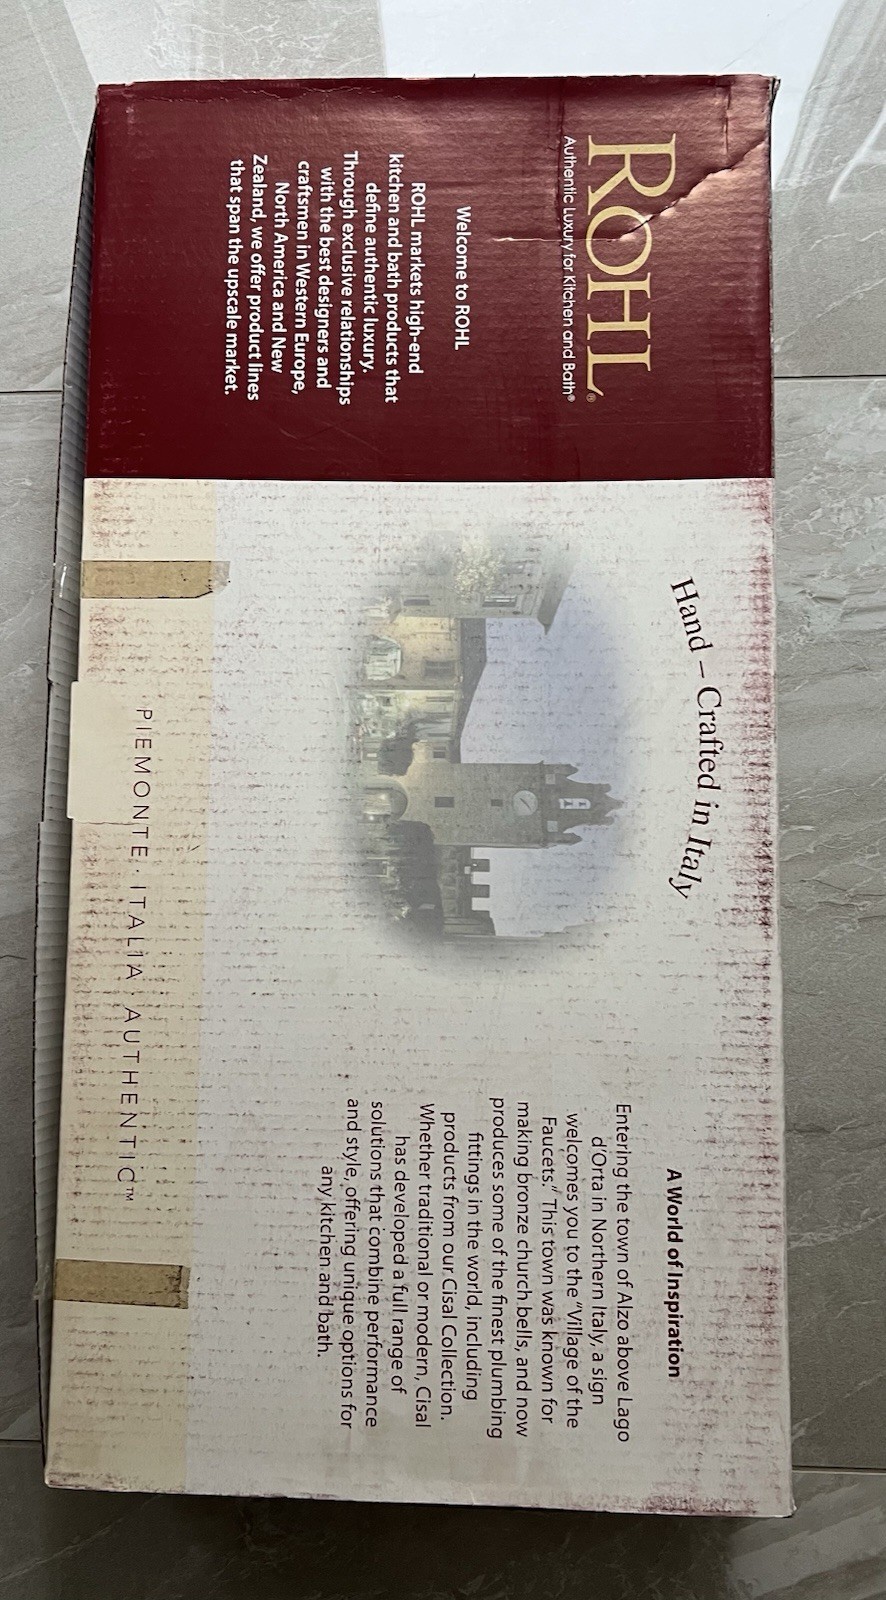 ROHL®
Authentic Luxury for Kitchen and Bath®
Welcome to ROHL
ROHL markets high-end
kitchen and bath products that
define authentic luxury.
Through exclusive relationships
with the best designers and
craftsmen in Western Europe,
North America and New
Zealand, we offer product lines
that span the upscale market.
Hand – Crafted in Italy
A World of Inspiration
Entering the town of Alzo above Lago
d'Orta in Northern Italy, a sign
welcomes you to the "Village of the
Faucets." This town was known for
making bronze church bells, and now
produces some of the finest plumbing
fittings in the world, including
products from our Cisal Collection.
Whether traditional or modern, Cisal
has developed a full range of
solutions that combine performance
and style, offering unique options for
any kitchen and bath.
PIEMONTE · ITALIA AUTHENTIC™